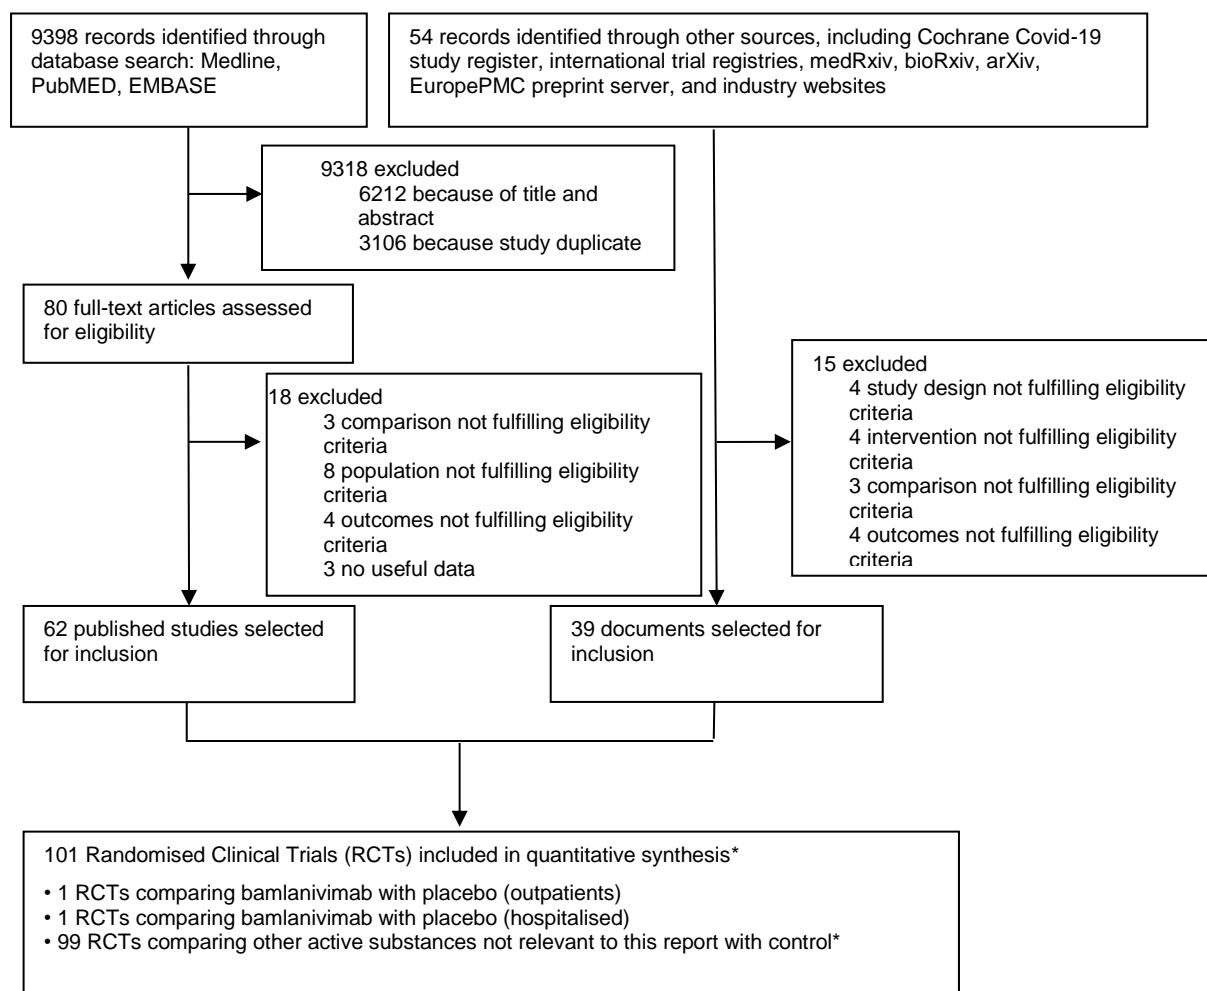 9398 records identified through
database search: Medline,
PubMED, EMBASE
54 records identified through other sources, including Cochrane Covid-19
study register, international trial registries, medRxiv, bioRxiv, arXiv,
EuropePMC preprint server, and industry websites
9318 excluded
6212 because of title and
abstract
3106 because study duplicate
80 full-text articles assessed
for eligibility
18 excluded
3 comparison not fulfilling eligibility
criteria
8 population not fulfilling eligibility
criteria
4 outcomes not fulfilling eligibility
criteria
3 no useful data
15 excluded
4 study design not fulfilling eligibility
criteria
4 intervention not fulfilling eligibility
criteria
3 comparison not fulfilling eligibility
criteria
4 outcomes not fulfilling eligibility
criteria
62 published studies selected
for inclusion
39 documents selected for
inclusion
101 Randomised Clinical Trials (RCTs) included in quantitative synthesis*
• 1 RCTs comparing bamlanivimab with placebo (outpatients)
• 1 RCTs comparing bamlanivimab with placebo (hospitalised)
• 99 RCTs comparing other active substances not relevant to this report with control*